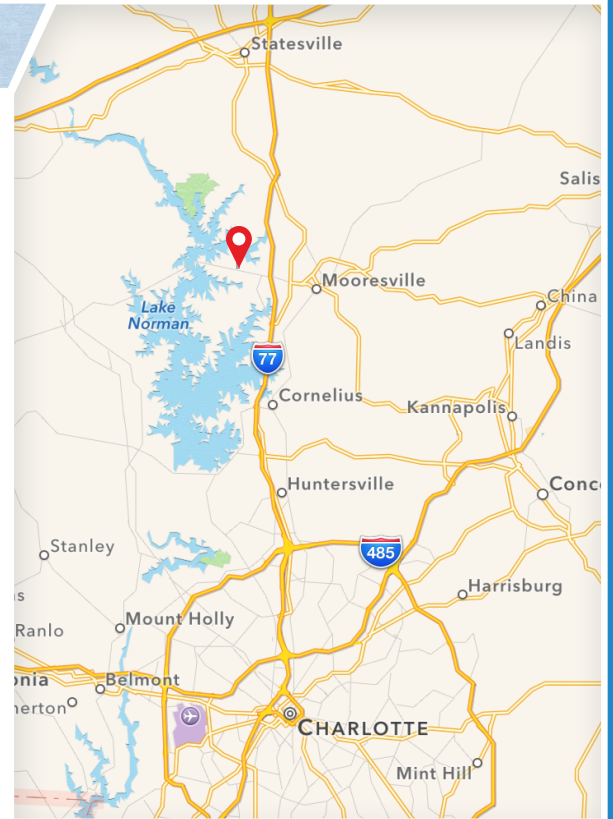 Statesville
Salis
Mooresville
China
Lake
Norman
Landis
77
Cornelius
Kannapolis
Huntersville
Conc
Stanley
485
Harrisburg
s
Ranlo
Mount Holly
onia
Belmont
nerton
CHARLOTTE
Mint Hill